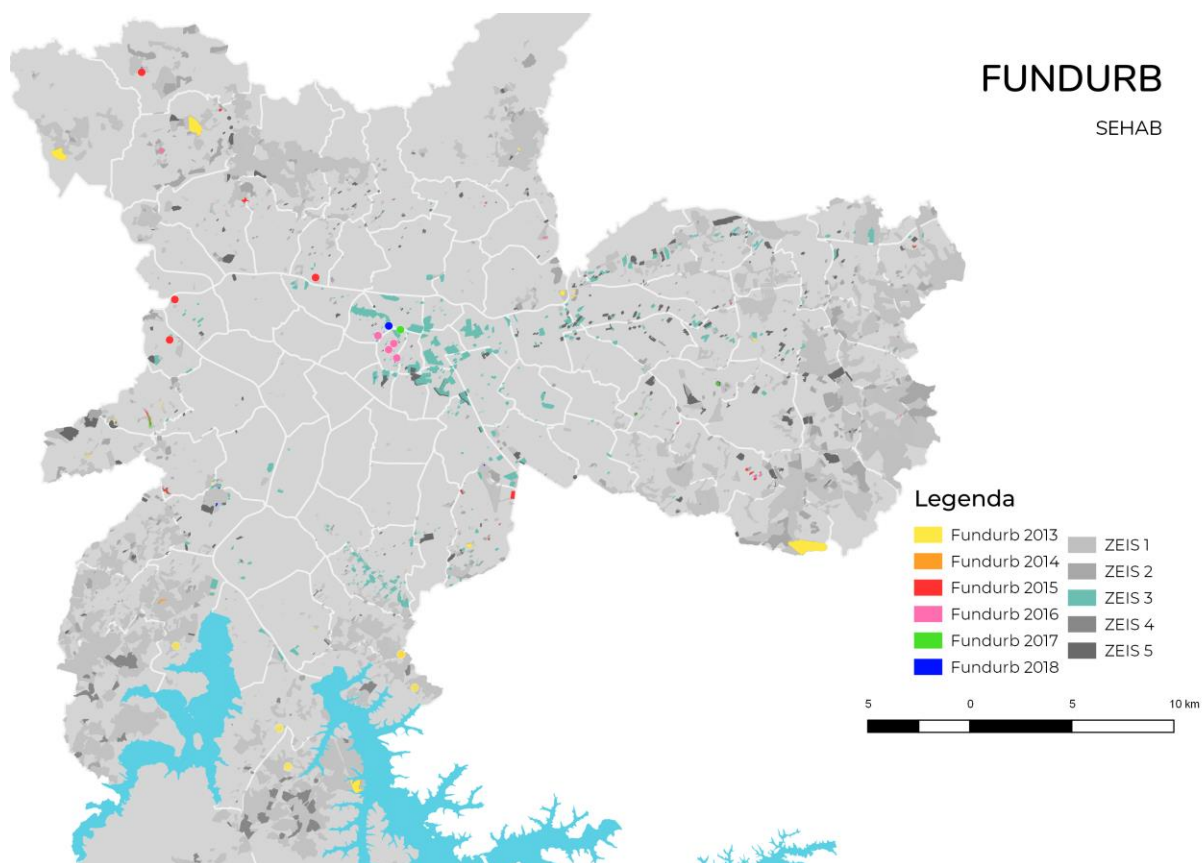 FUNDURB
SEHAB
Legenda
Fundurb 2013
Fundurb 2014
Fundurb 2015
Fundurb 2016
Fundurb 2017
Fundurb 2018
ZEIS 1
ZEIS 2
ZEIS 3
ZEIS 4
ZEIS 5
5 0 5 10 km